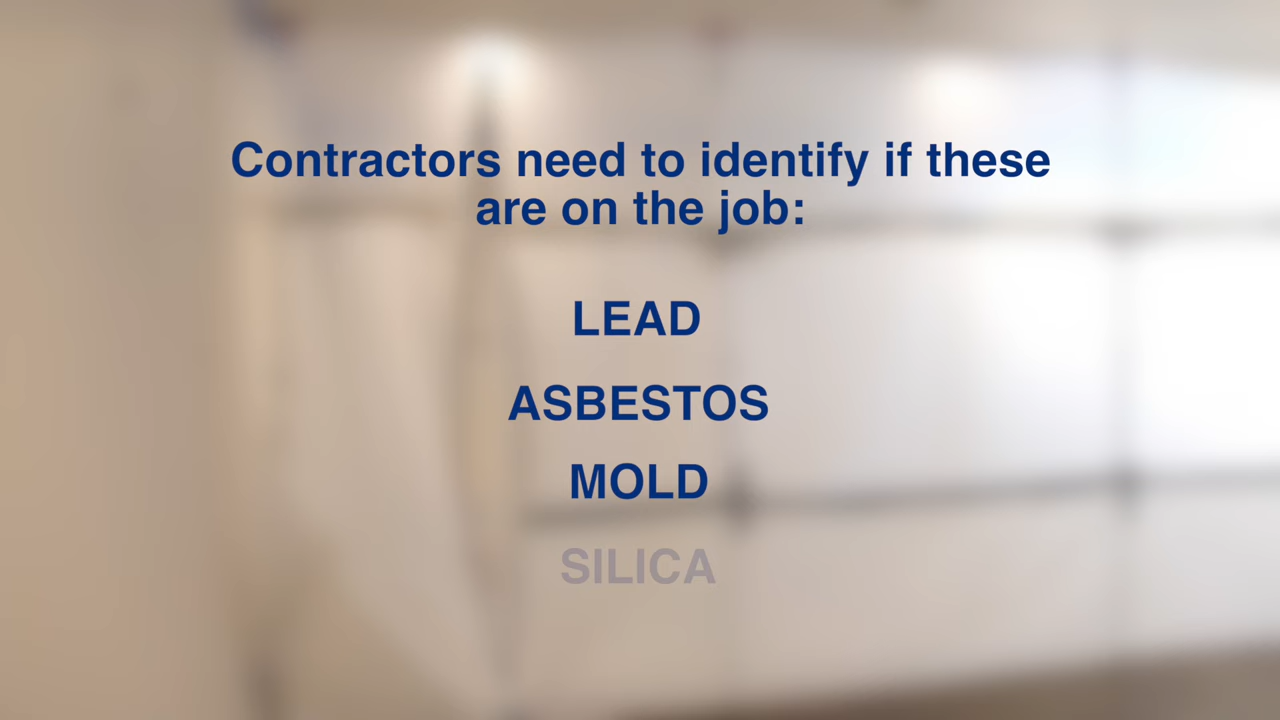 Contractors need to identify if these
are on the job:
LEAD
ASBESTOS
MOLD
SILICA